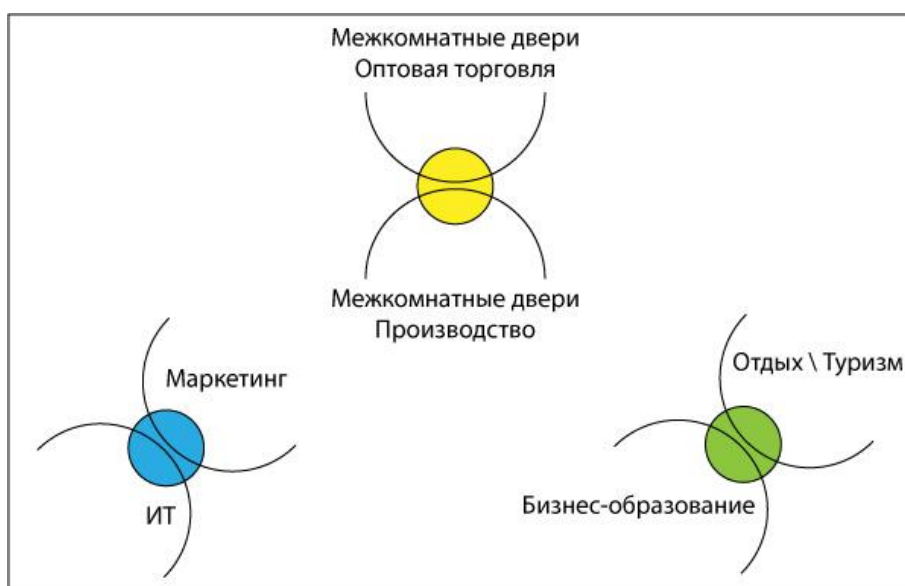 Межкомнатные двери
Оптовая торговля
Межкомнатные двери
Производство
Маркетинг
ИТ
Отдых \ Туризм
Бизнес-образование